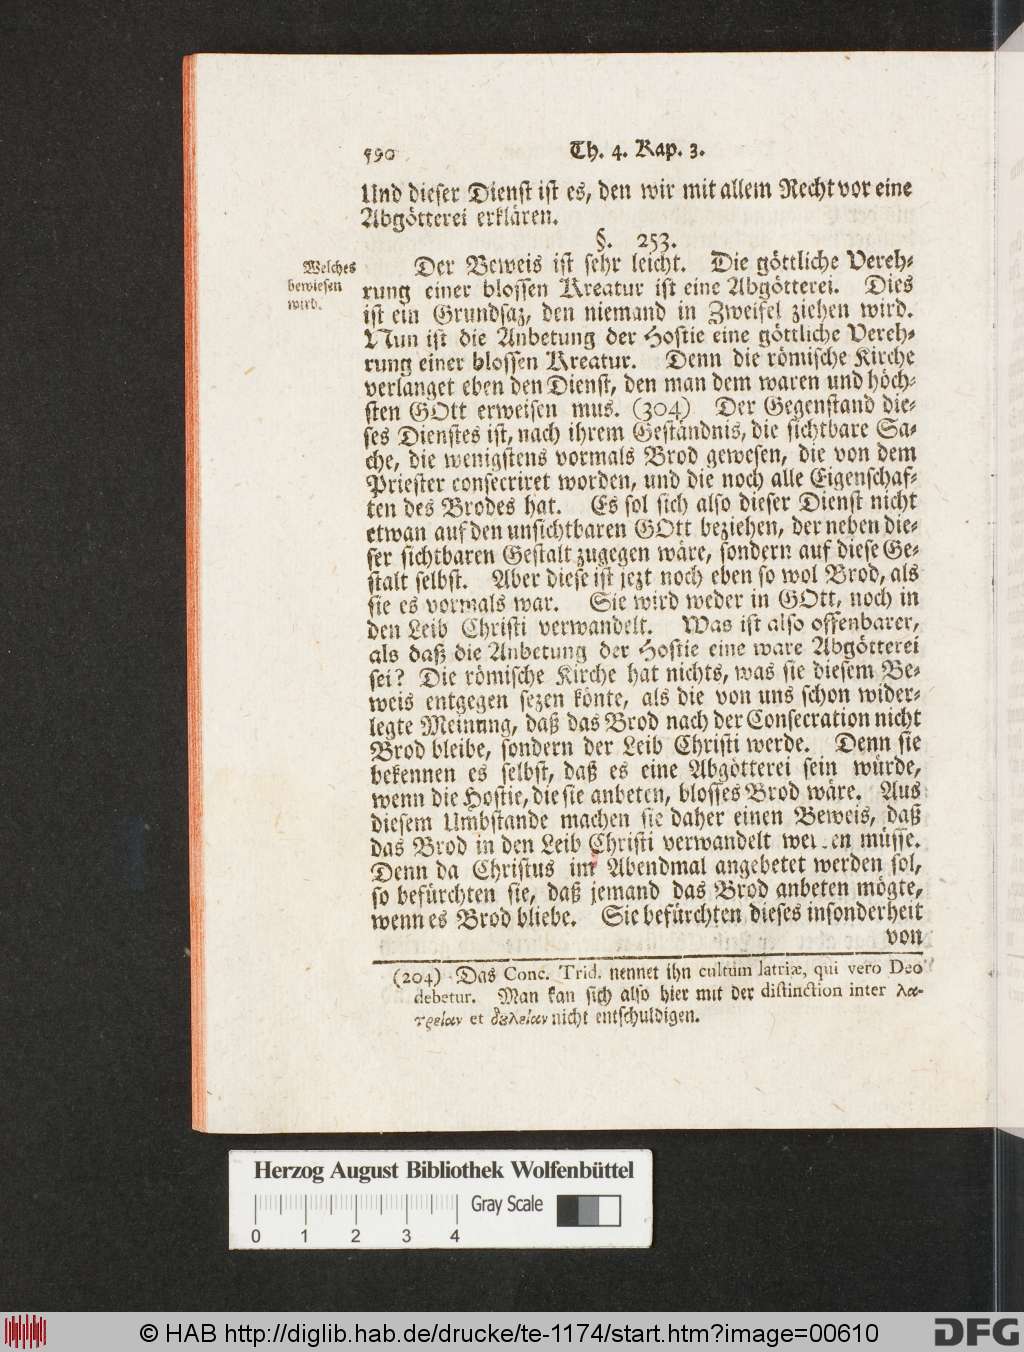 590 Th. 4. Kap. 3.
Und dieser Dienst ist es, den wir mit allem Recht vor eine
Abgötterei erklären.
§. 253.
Welches
bewiesen
wird.
Der Beweis ist sehr leicht. Die göttliche Vereh-
rung einer blossen Kreatur ist eine Abgötterei. Dies
ist ein Grundsaz, den niemand in Zweifel ziehen wird.
Nun ist die Anbetung der Hostie eine göttliche Vereh-
rung einer blossen Kreatur. Denn die römische Kirche
verlanget eben den Dienst, den man dem waren und höch-
sten GOtt erweisen mus. (304) Der Gegenstand die-
ses Dienstes ist, nach ihrem Geständnis, die sichtbare Sa-
che, die wenigstens vormals Brod gewesen, die von dem
Priester consecriret worden, und die noch alle Eigenschaf-
ten des Brodes hat. Es sol sich also dieser Dienst nicht
etwan auf den unsichtbaren GOtt beziehen, der neben die-
ser sichtbaren Gestalt zugegen wäre, sondern auf diese Ge-
stalt selbst. Aber diese ist jezt noch eben so wol Brod, als
sie es vormals war. Sie wird weder in GOtt, noch in
den Leib Christi verwandelt. Was ist also offenbarer,
als daß die Anbetung der Hostie eine ware Abgötterei
sei? Die römische Kirche hat nichts, was sie diesem Be-
weis entgegen sezen könte, als die von uns schon wider-
legte Meinung, daß das Brod nach der Consecration nicht
Brod bleibe, sondern der Leib Christi werde. Denn sie
bekennen es selbst, daß es eine Abgötterei sein würde,
wenn die Hostie, die sie anbeten, blosses Brod wäre. Aus
diesem Umbstande machen sie daher einen Beweis, daß
das Brod in den Leib Christi verwandelt werden müsse.
Denn da Christus im Abendmal angebetet werden sol,
so befürchten sie, daß jemand das Brod anbeten mögte,
wenn es Brod bliebe. Sie befürchten dieses insonderheit
von
(204) Das Conc. Trid. nennet ihn cultum latriæ, qui vero Deo
debetur. Man kan sich also hier mit der distinction inter λα-
τρείαν et δȣλείαν nicht entschuldigen.
Herzog August Bibliothek Wolfenbüttel
Gray Scale
0 1 2 3 4
© HAB http://diglib.hab.de/drucke/te-1174/start.htm?image=00610
DFG